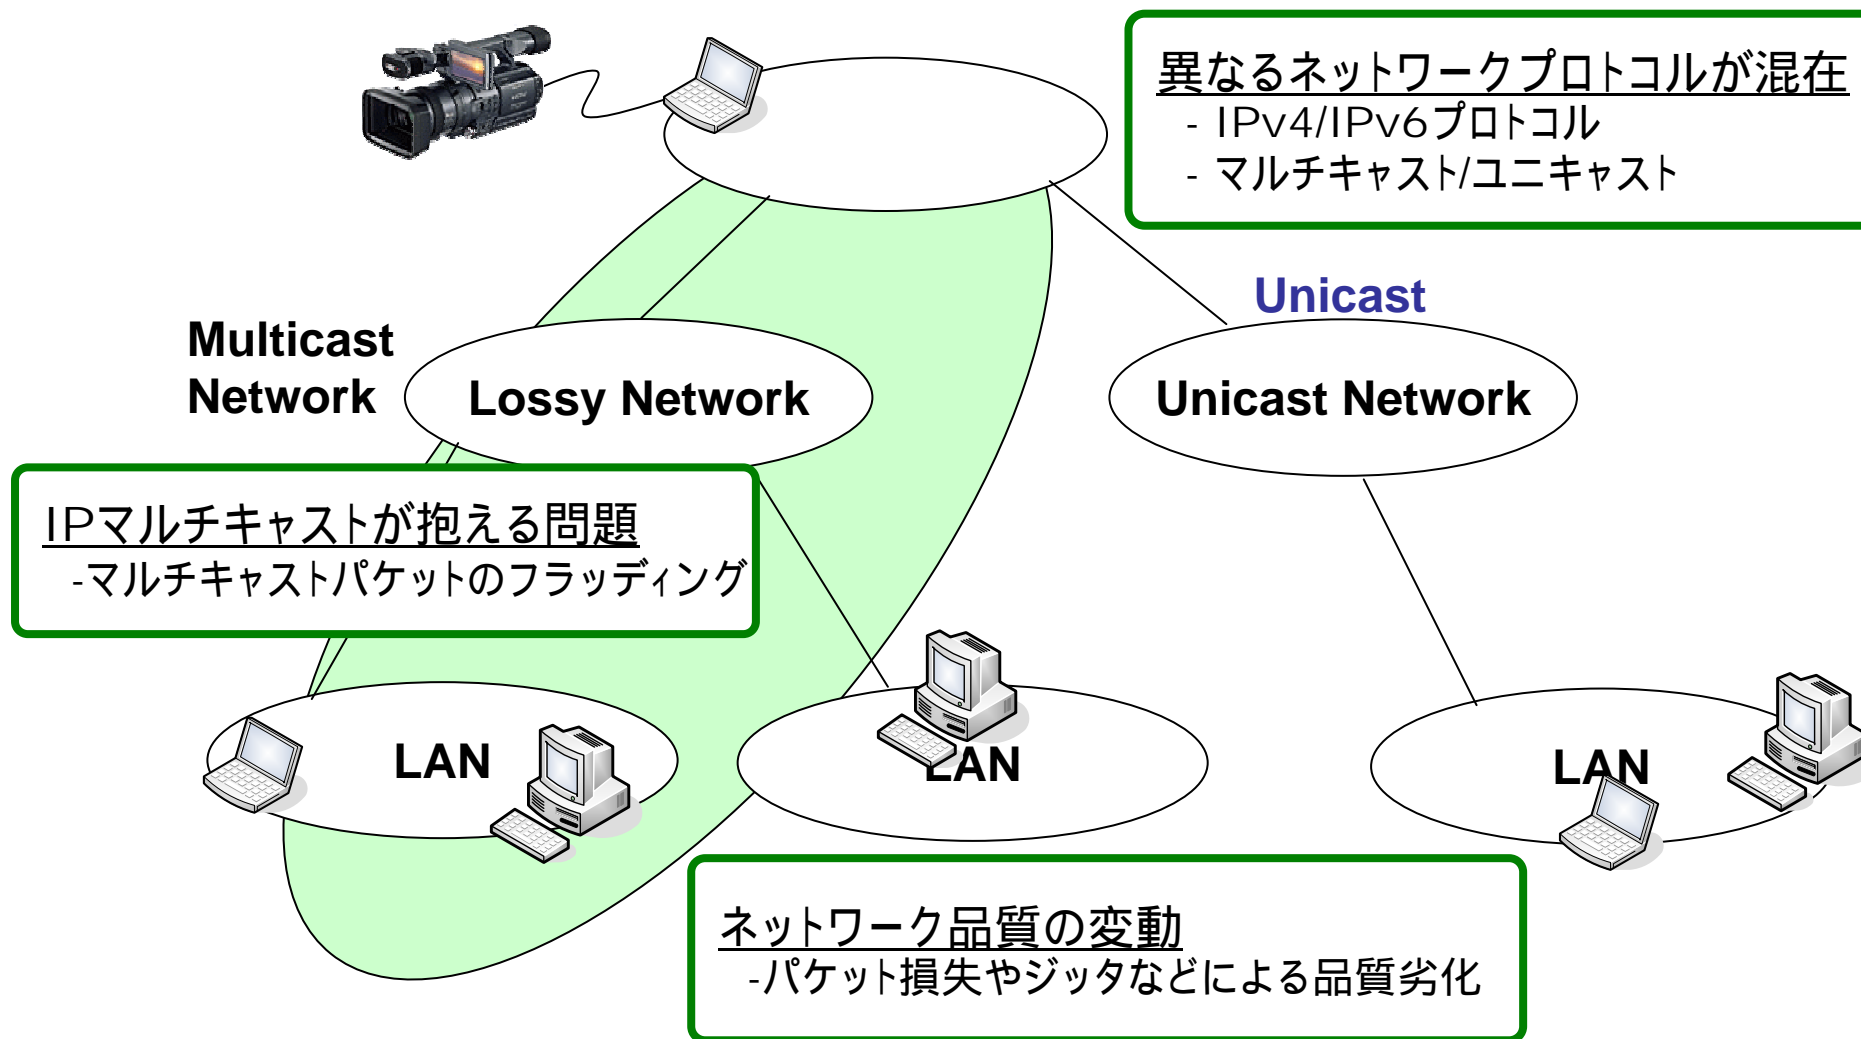 異なるネットワークプロトコルが混在
- IPv4/IPv6プロトコル
- マルチキャスト/ユニキャスト
Unicast
Multicast
Network
Lossy Network
Unicast Network
IPマルチキャストが抱える問題
-マルチキャストパケットのフラッディング
LAN
LAN
LAN
ネットワーク品質の変動
-パケット損失やジッタなどによる品質劣化